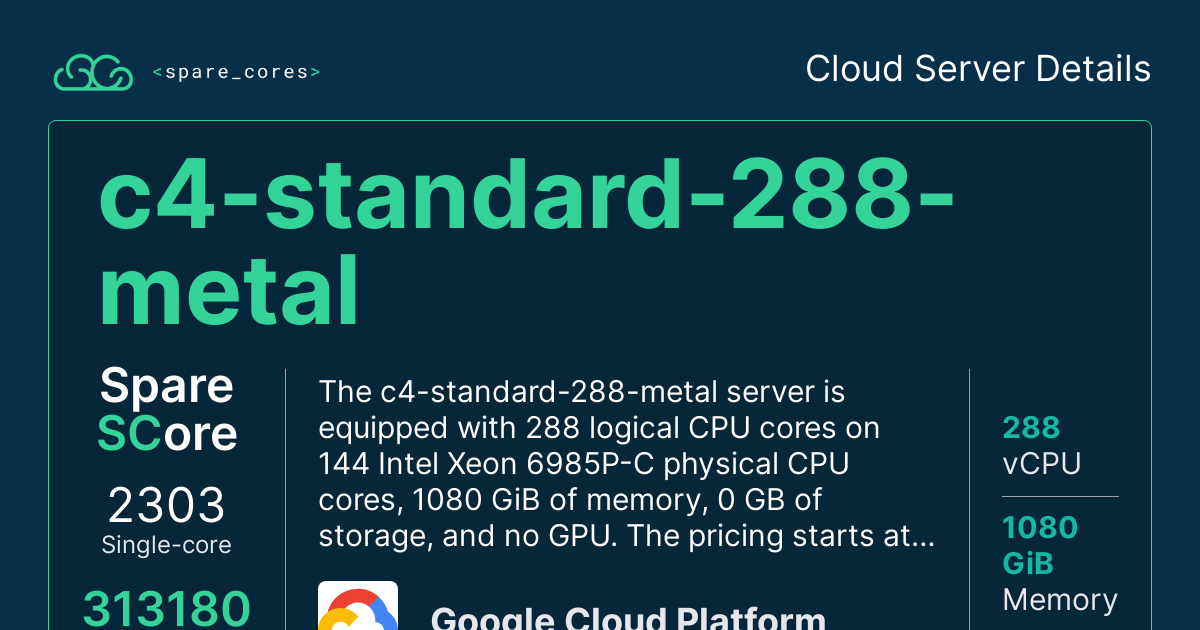 <spare_cores>
Cloud Server Details
c4-standard-288-
metal
Spare
SCore
2303
Single-core
313180
The c4-standard-288-metal server is
equipped with 288 logical CPU cores on
144 Intel Xeon 6985P-C physical CPU
cores, 1080 GiB of memory, 0 GB of
storage, and no GPU. The pricing starts at...
Google Cloud Platform
288
vCPU
1080
GiB
Memory